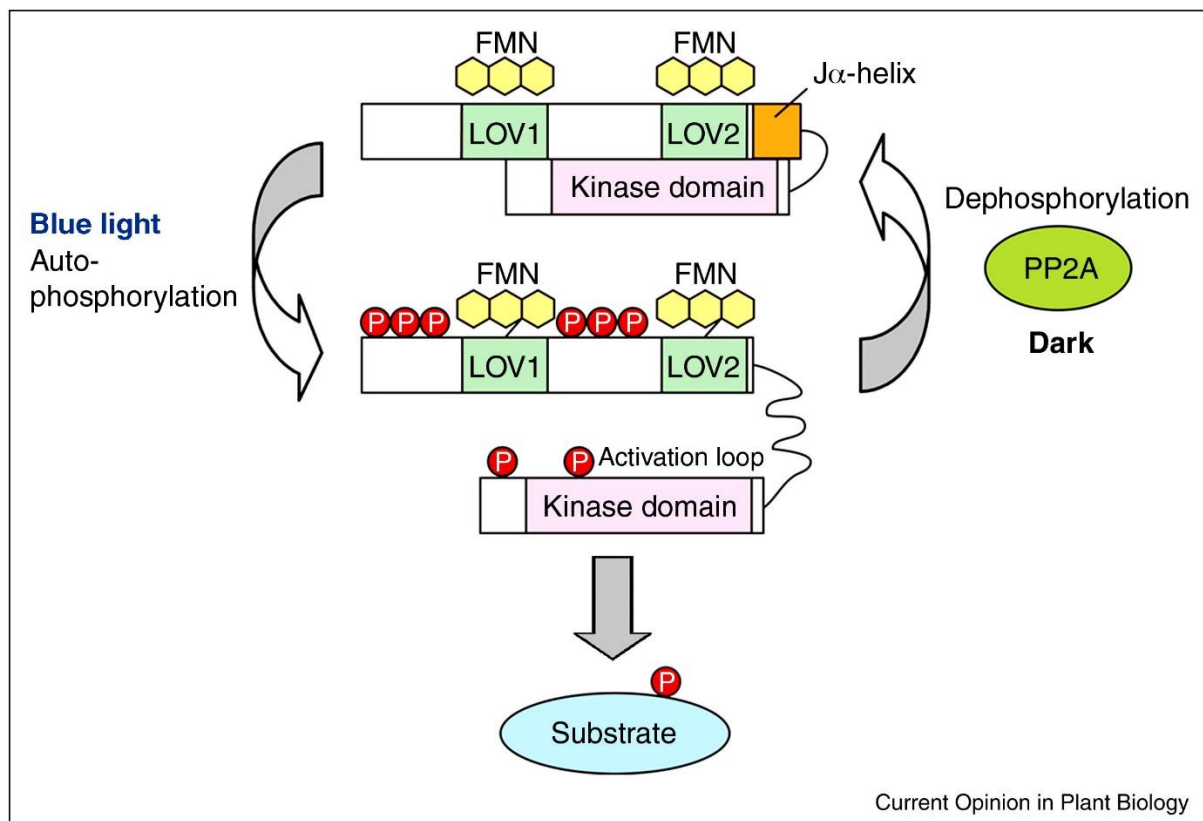 FMN FMN
Jα-helix
LOV1 LOV2
Kinase domain
Blue light
Auto-
phosphorylation
Dephosphorylation
PP2A
Dark
FMN FMN
P P P P P P
LOV1 LOV2
P P Activation loop
Kinase domain
P
Substrate
Current Opinion in Plant Biology